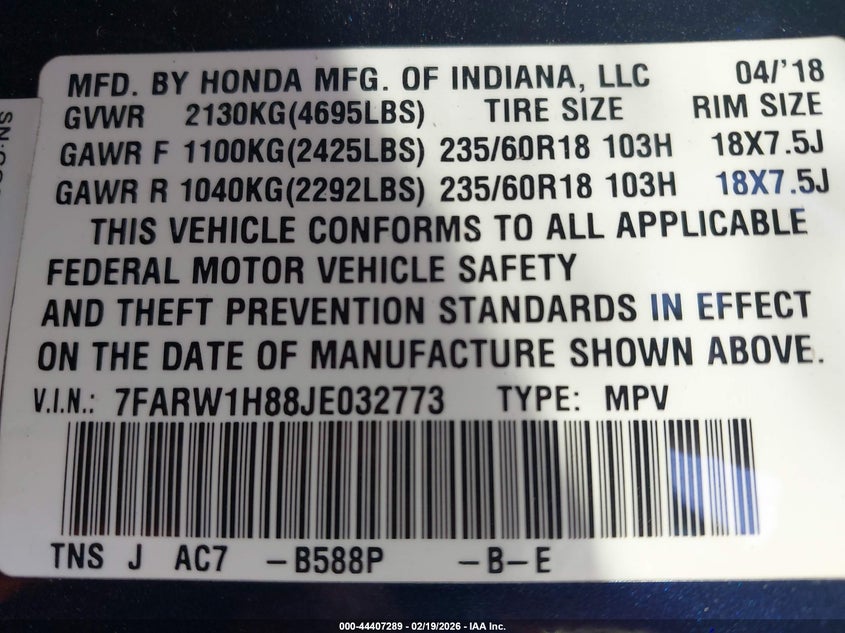 MFD. BY HONDA MFG. OF INDIANA, LLC 04/'18
GVWR 2130KG(4695LBS) TIRE SIZE RIM SIZE
GAWR F 1100KG(2425LBS) 235/60R18 103H 18X7.5J
GAWR R 1040KG(2292LBS) 235/60R18 103H 18X7.5J
THIS VEHICLE CONFORMS TO ALL APPLICABLE
FEDERAL MOTOR VEHICLE SAFETY
AND THEFT PREVENTION STANDARDS IN EFFECT
ON THE DATE OF MANUFACTURE SHOWN ABOVE.
V.I.N.: 7FARW1H88JE032773 TYPE: MPV
TNS J AC7 -B588P -B-E
000-44407289 - 02/19/2026 - IAA Inc.